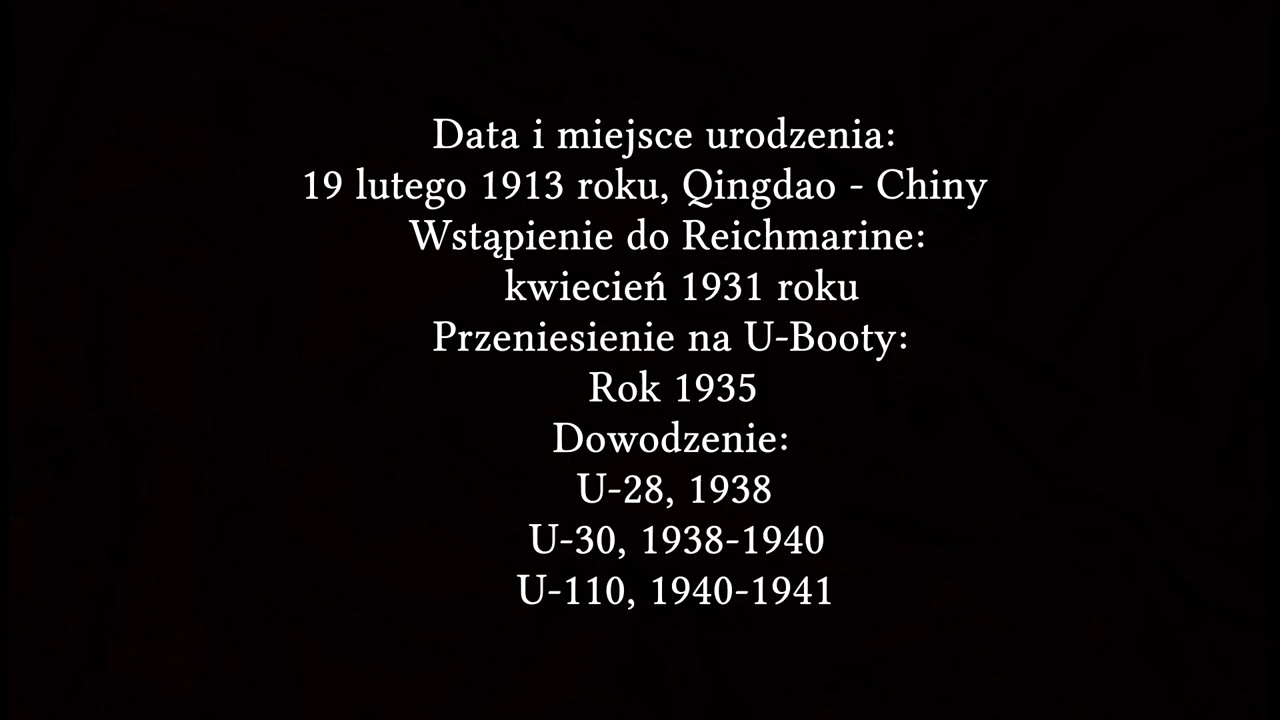 Data i miejsce urodzenia:
19 lutego 1913 roku, Qingdao - Chiny
Wstąpienie do Reichmarine:
kwiecień 1931 roku
Przeniesienie na U-Booty:
Rok 1935
Dowodzenie:
U-28, 1938
U-30, 1938-1940
U-110, 1940-1941